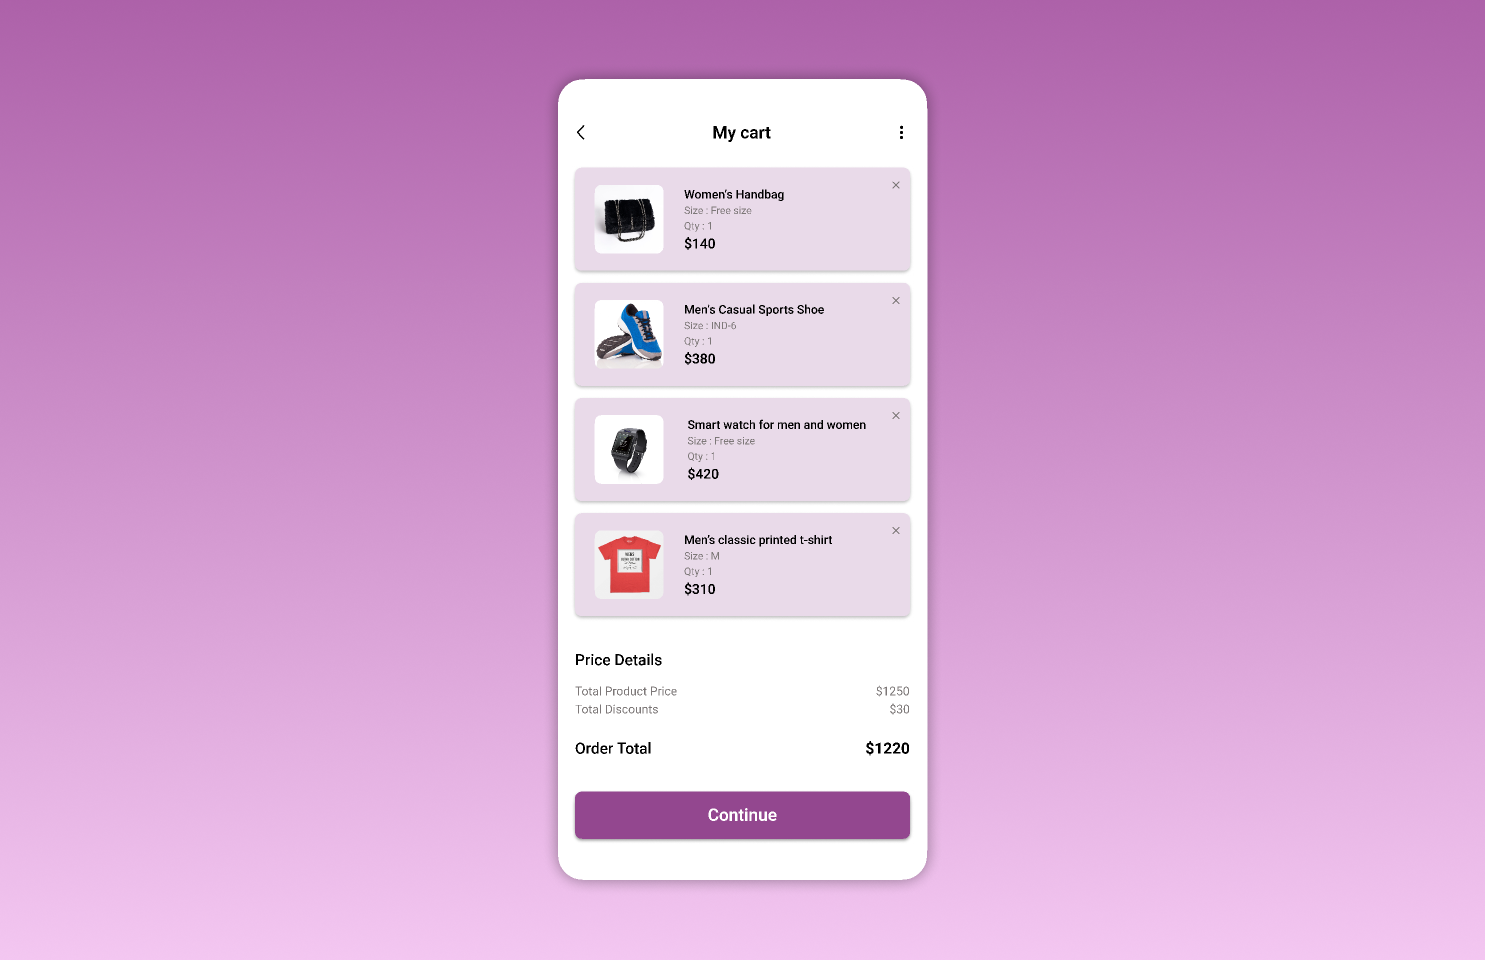 My cart
Women's Handbag
Size : Free size
Qty : 1
$140
Men's Casual Sports Shoe
Size : IND-6
Qty : 1
$380
Smart watch for men and women
Size : Free size
Qty : 1
$420
Men's classic printed t-shirt
Size : M
Qty : 1
$310
Price Details
Total Product Price $1250
Total Discounts $30
Order Total $1220
Continue